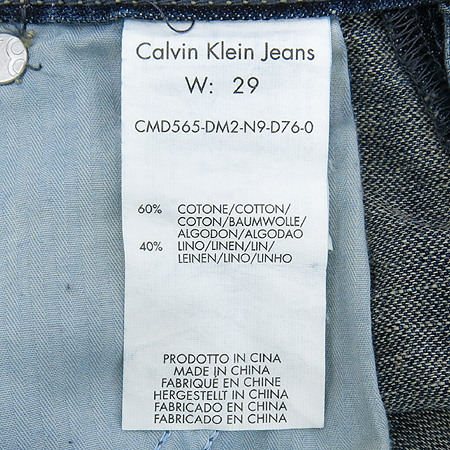 Calvin Klein Jeans
W: 29
CMD565-DM2-N9-D76-0
60% COTONE/COTTON/
COTON/BAUMWOLLE/
ALGODON/ALGODAO
40% LINO/LINEN/LIN/
LEINEN/LINO/LINHO
PRODOTTO IN CINA
MADE IN CHINA
FABRIQUÉ EN CHINE
HERGESTELLT IN CHINA
FABRICADO EN CHINA
FABRICADO EM CHINA